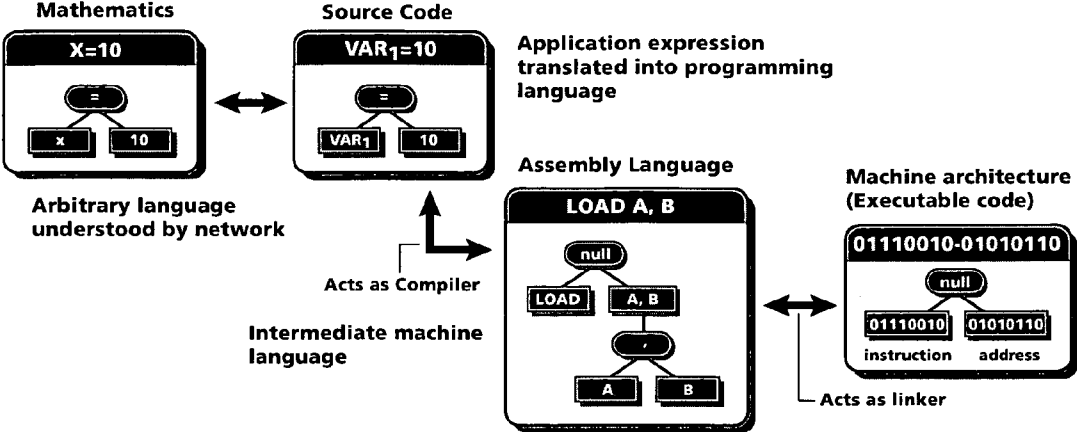 Mathematics
X=10
=
x
10
Arbitrary language
understood by network
Source Code
VAR1=10
=
VAR1
10
Application expression
translated into programming
language
Acts as Compiler
Intermediate machine
language
Assembly Language
LOAD A, B
null
LOAD
A, B
,
A
B
Acts as linker
Machine architecture
(Executable code)
01110010-01010110
null
01110010
01010110
instruction
address